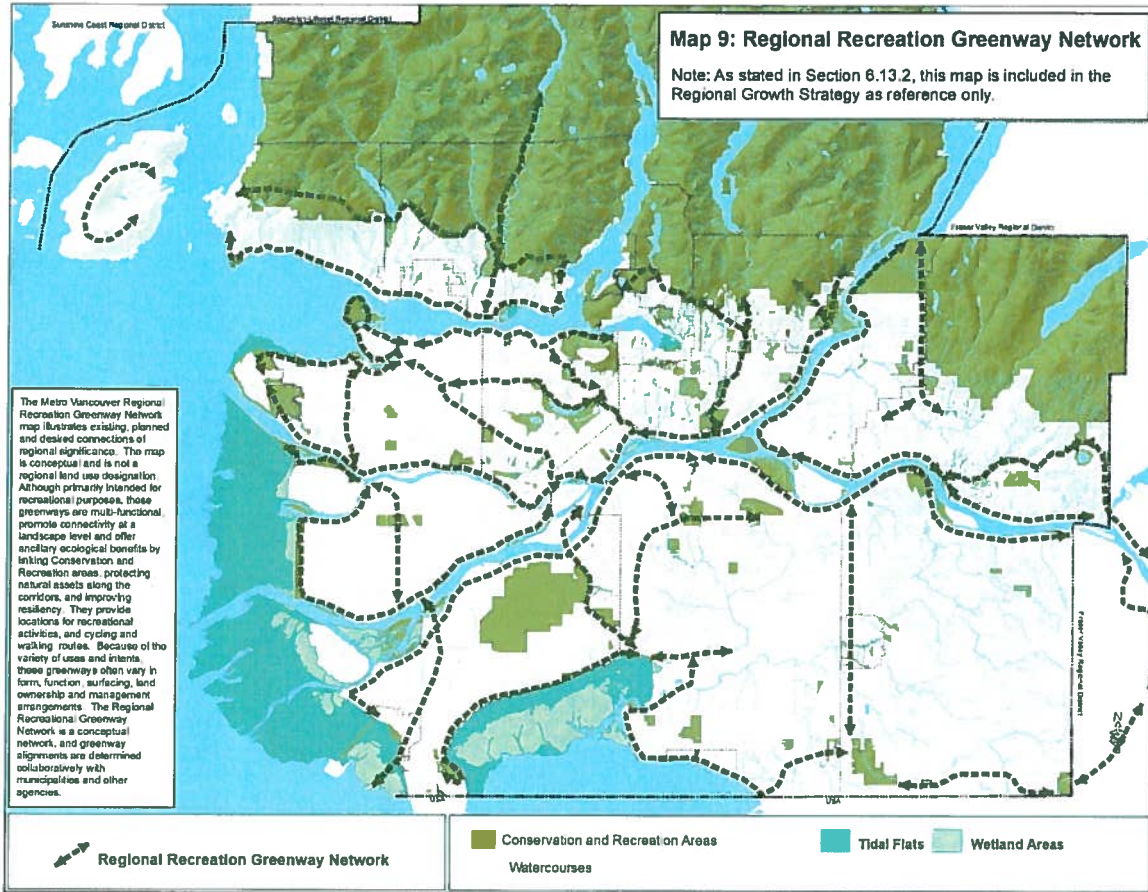 Sunshine Coast Regional District
Squamish-Lillooet Regional District
Map 9: Regional Recreation Greenway Network
Note: As stated in Section 6.13.2, this map is included in the
Regional Growth Strategy as reference only.
Fraser Valley Regional District
The Metro Vancouver Regional
Recreation Greenway Network
map illustrates existing, planned
and desired connections of
regional significance. The map
is conceptual and is not a
regional land use designation.
Although primarily intended for
recreational purposes, these
greenways are multi-functional,
promote connectivity at a
landscape level and offer
ancillary ecological benefits by
linking Conservation and
Recreation areas, protecting
natural assets along the
corridors, and improving
resiliency. They provide
locations for recreational
activities, and cycling and
walking routes. Because of the
variety of uses and intents,
these greenways often vary in
form, function, surfacing, land
ownership and management
arrangements. The Regional
Recreational Greenway
Network is a conceptual
network, and greenway
alignments are determined
collaboratively with
municipalities and other
agencies.
Fraser Valley Regional District
USA
USA
Regional Recreation Greenway Network
Conservation and Recreation Areas
Watercourses
Tidal Flats
Wetland Areas